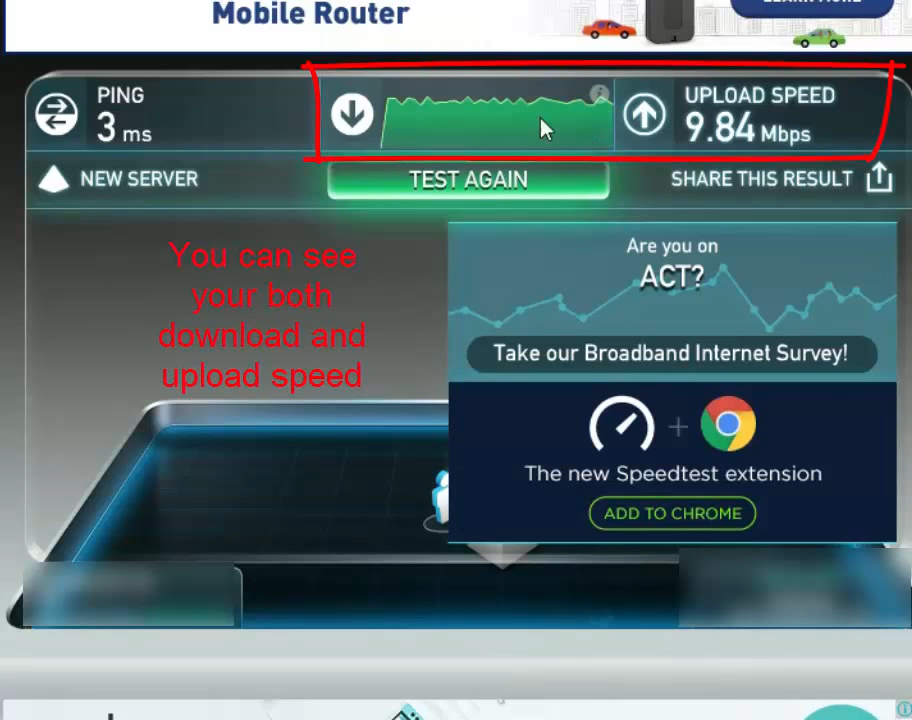 Mobile Router
PING
3 ms
UPLOAD SPEED
9.84 Mbps
NEW SERVER
TEST AGAIN
SHARE THIS RESULT
You can see
your both
download and
upload speed
Are you on
ACT?
Take our Broadband Internet Survey!
The new Speedtest extension
ADD TO CHROME